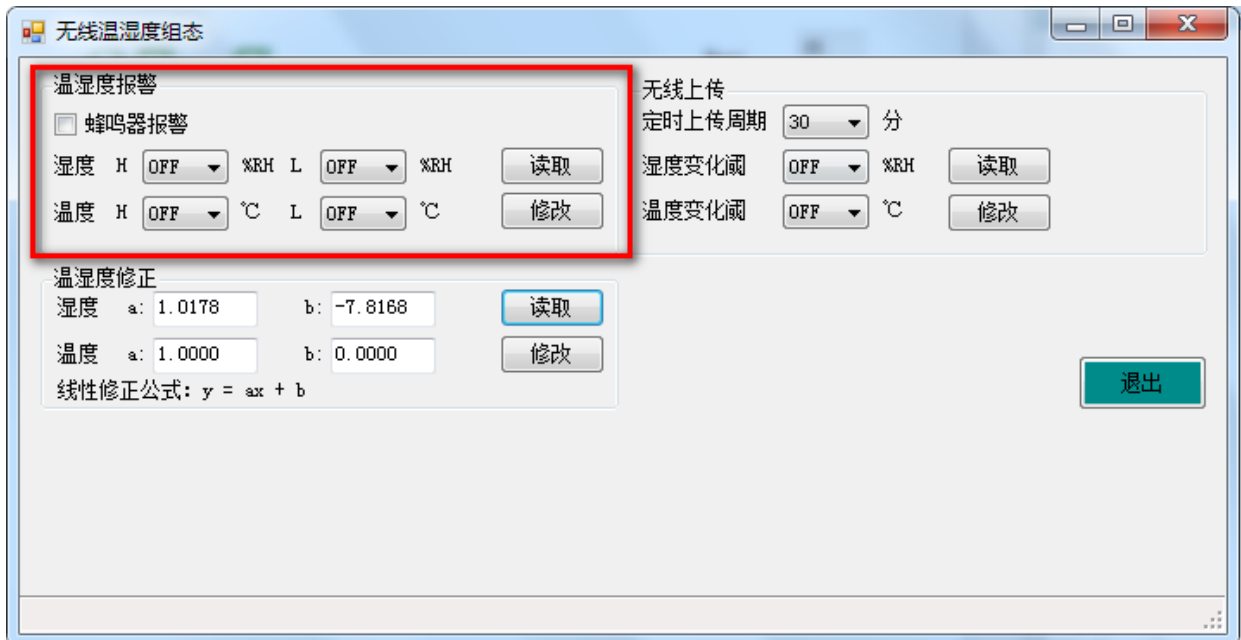 无线温湿度组态
温湿度报警
蜂鸣器报警
湿度 H OFF %RH L OFF %RH 读取
温度 H OFF ℃ L OFF ℃ 修改
无线上传
定时上传周期 30 分
湿度变化阈 OFF %RH 读取
温度变化阈 OFF ℃ 修改
温湿度修正
湿度 a: 1.0178 b: -7.8168 读取
温度 a: 1.0000 b: 0.0000 修改
线性修正公式: y = ax + b
退出